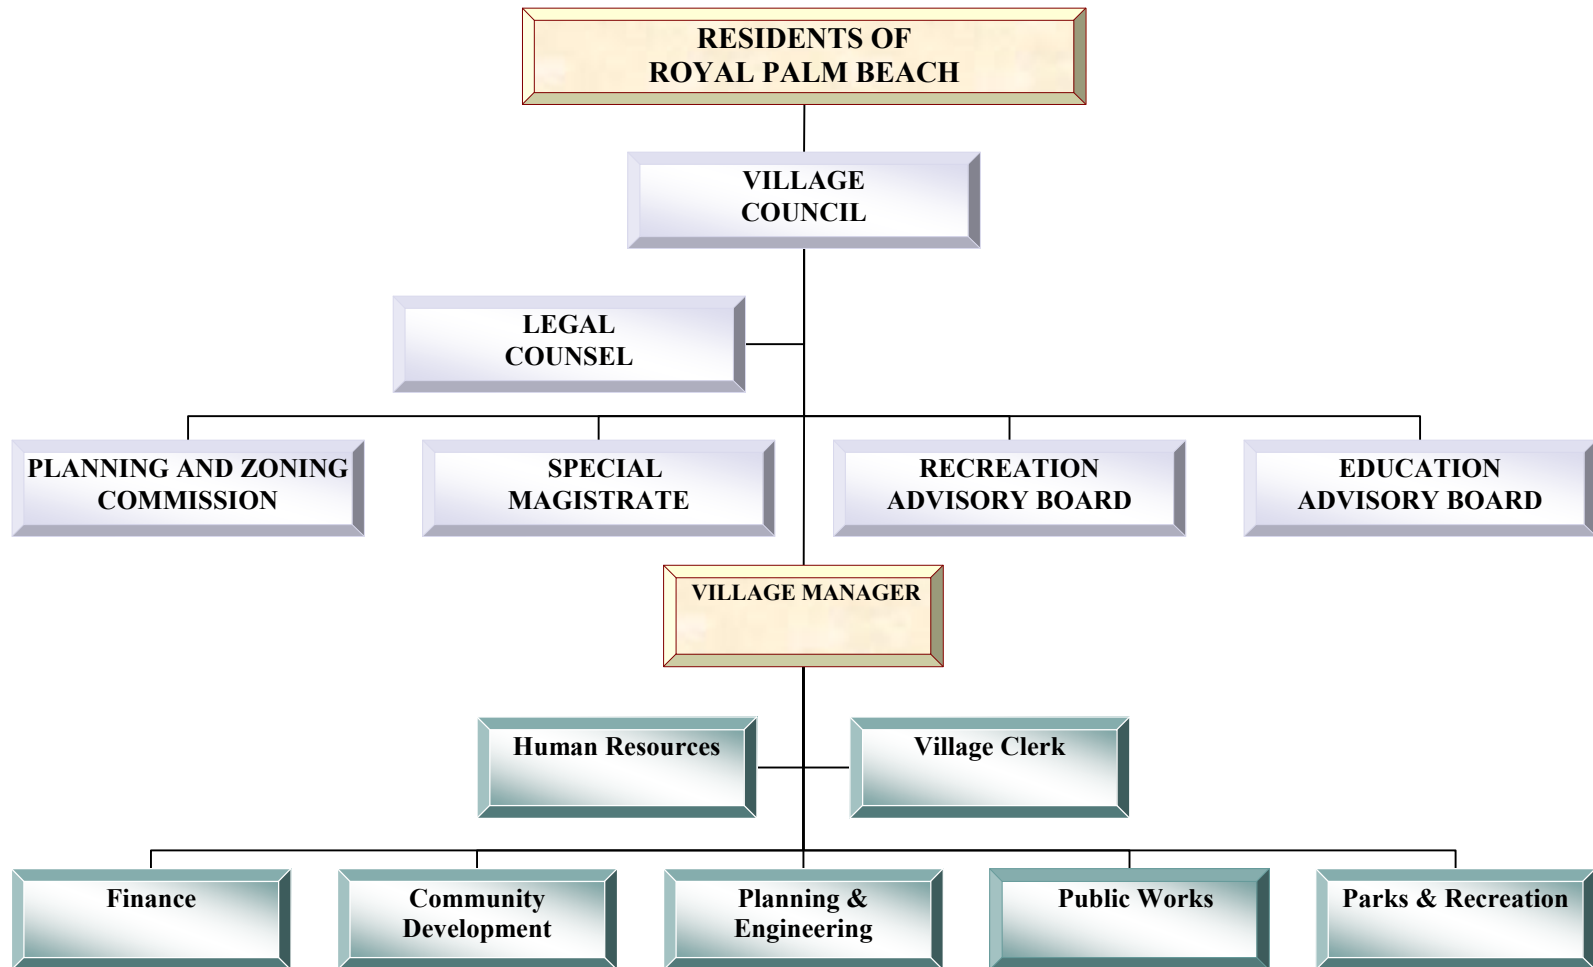 RESIDENTS OF
ROYAL PALM BEACH
VILLAGE
COUNCIL
LEGAL
COUNSEL
PLANNING AND ZONING
COMMISSION
SPECIAL
MAGISTRATE
RECREATION
ADVISORY BOARD
EDUCATION
ADVISORY BOARD
VILLAGE MANAGER
Human Resources
Village Clerk
Finance
Community
Development
Planning &
Engineering
Public Works
Parks & Recreation